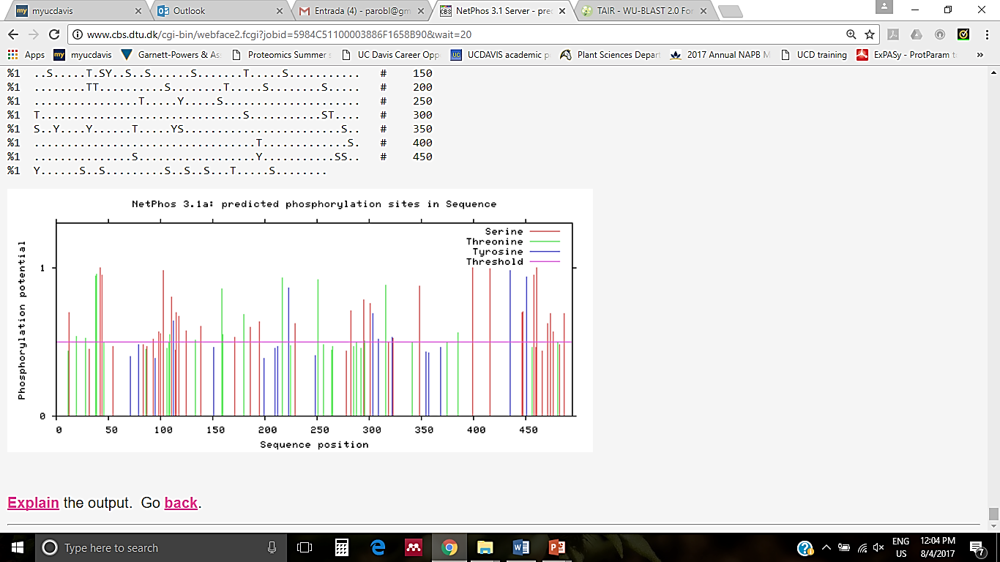 myucdavis
Outlook
Entrada (4) - parobl@gm
CBS NetPhos 3.1 Server - prec
TAIR - WU-BLAST 2.0 For
www.cbs.dtu.dk/cgi-bin/webface2.fcgi?jobid=5984C51100003886F1658B90&wait=20
Apps my myucdavis Garnett-Powers & As Proteomics Summer s UC Davis Career Opp UC UCDAVIS academic p Plant Sciences Depar 2017 Annual NAPB M UCD training ExPASy - ProtParam t »
%1 ..S.....T.SY..S..S......S.......T.....S........... # 150
%1 ........TT..........S........T.....S........S..... # 200
%1 ................T.....Y.....S..................... # 250
%1 T...............................S...........ST.... # 300
%1 S..Y....Y......T.....YS........................S.. # 350
%1 ..................................T.............S. # 400
%1 ...............S..................Y...........SS.. # 450
%1 Y......S..S.........S..S..S...T.....S........
NetPhos 3.1a: predicted phosphorylation sites in Sequence
Serine
Threonine
Tyrosine
Threshold
Phosphorylation potential
1
0
0 50 100 150 200 250 300 350 400 450
Sequence position
Explain the output. Go back.
Type here to search
ENG 12:04 PM
US 8/4/2017
7